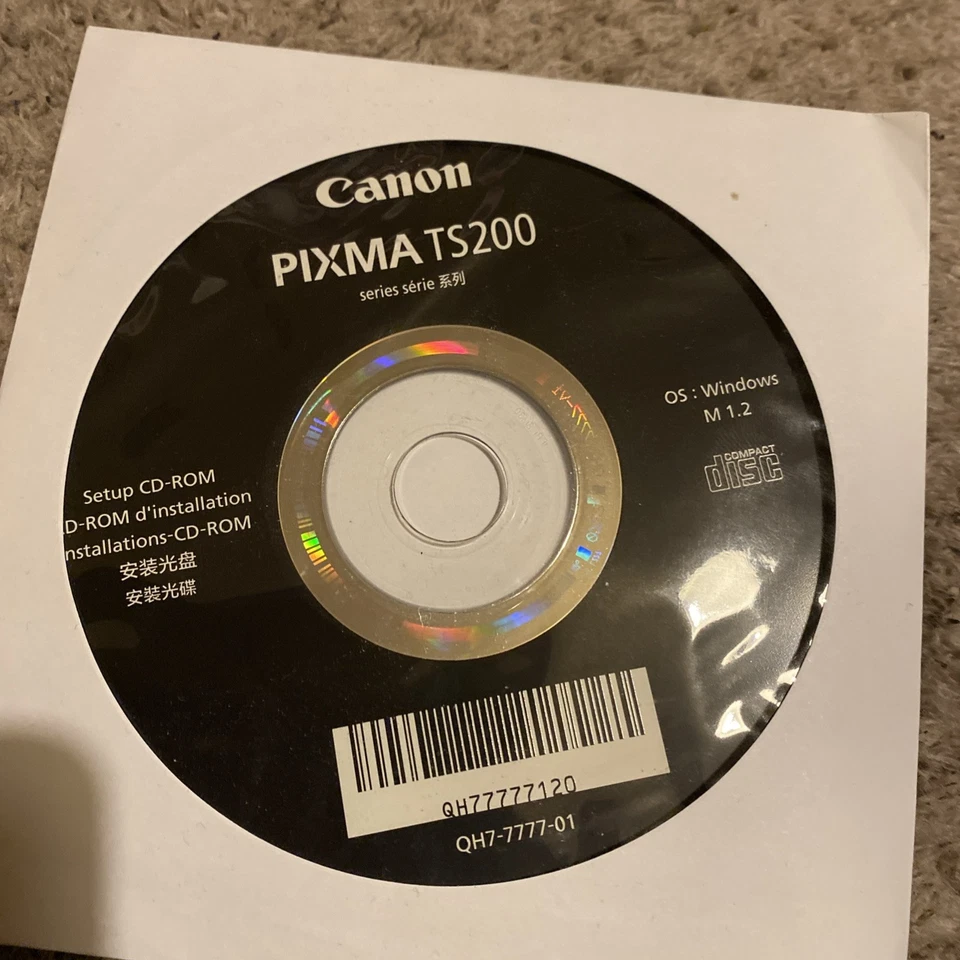 Canon
PIXMA TS200
series série 系列
OS : Windows
M 1.2
COMPACT
disc
Setup CD-ROM
D-ROM d'installation
nstallations-CD-ROM
安装光盘
安裝光碟
QH77777120
QH7-7777-01